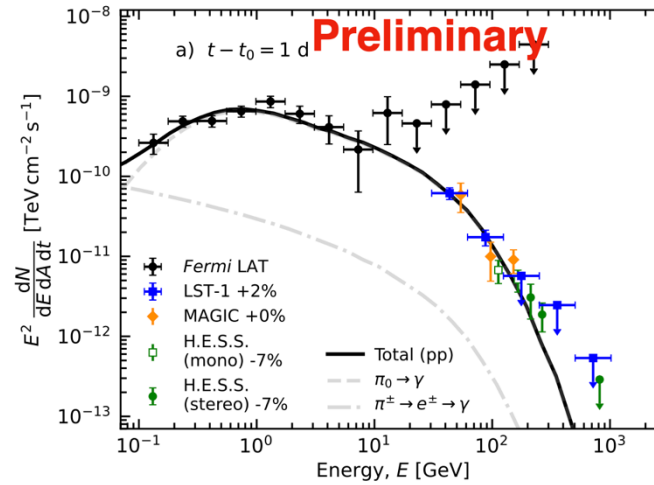 Preliminary
a) t − t₀ = 1 d
10⁻⁸
10⁻⁹
10⁻¹⁰
10⁻¹¹
10⁻¹²
10⁻¹³
E² dN/dE dA dt [TeV cm⁻² s⁻¹]
Fermi LAT
LST-1 +2%
MAGIC +0%
H.E.S.S.
(mono) -7%
H.E.S.S.
(stereo) -7%
Total (pp)
π₀ → γ
π± → e± → γ
10⁻¹ 10⁰ 10¹ 10² 10³
Energy, E [GeV]